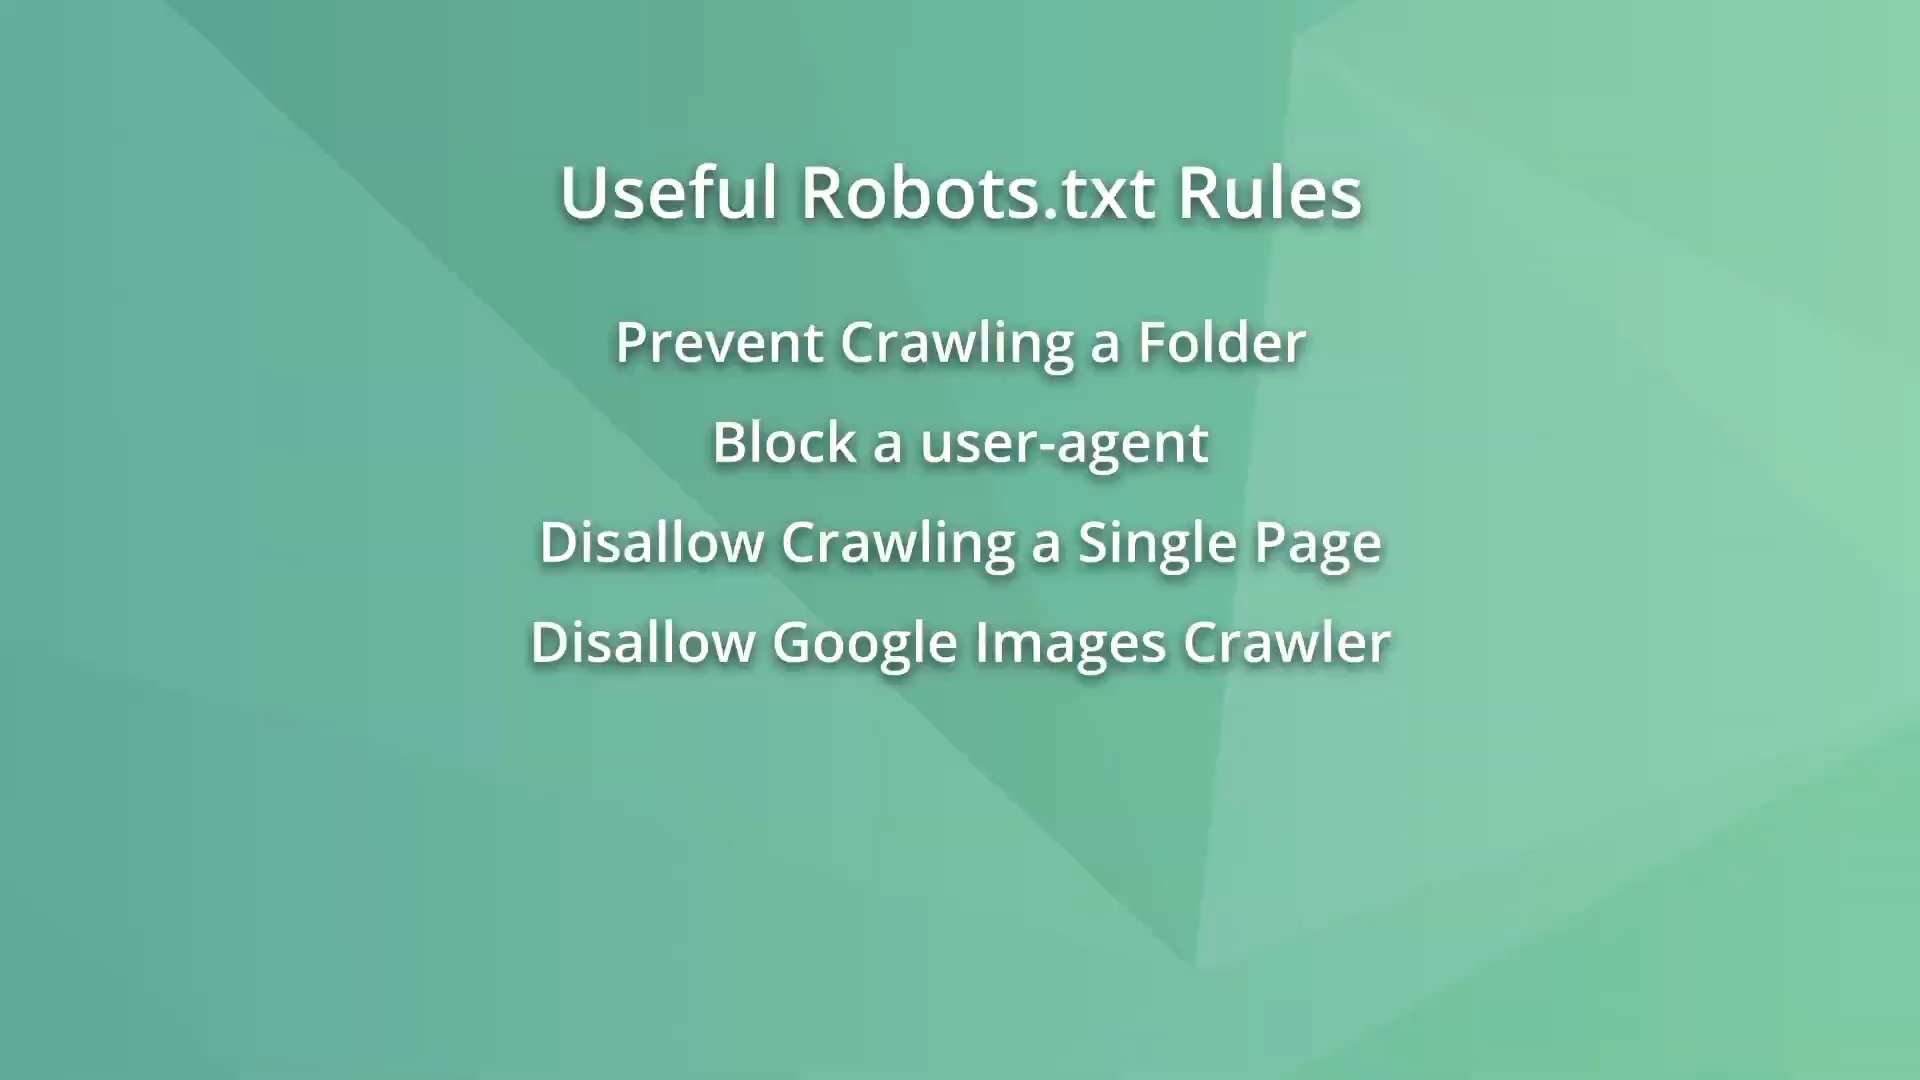 Useful Robots.txt Rules
Prevent Crawling a Folder
Block a user-agent
Disallow Crawling a Single Page
Disallow Google Images Crawler